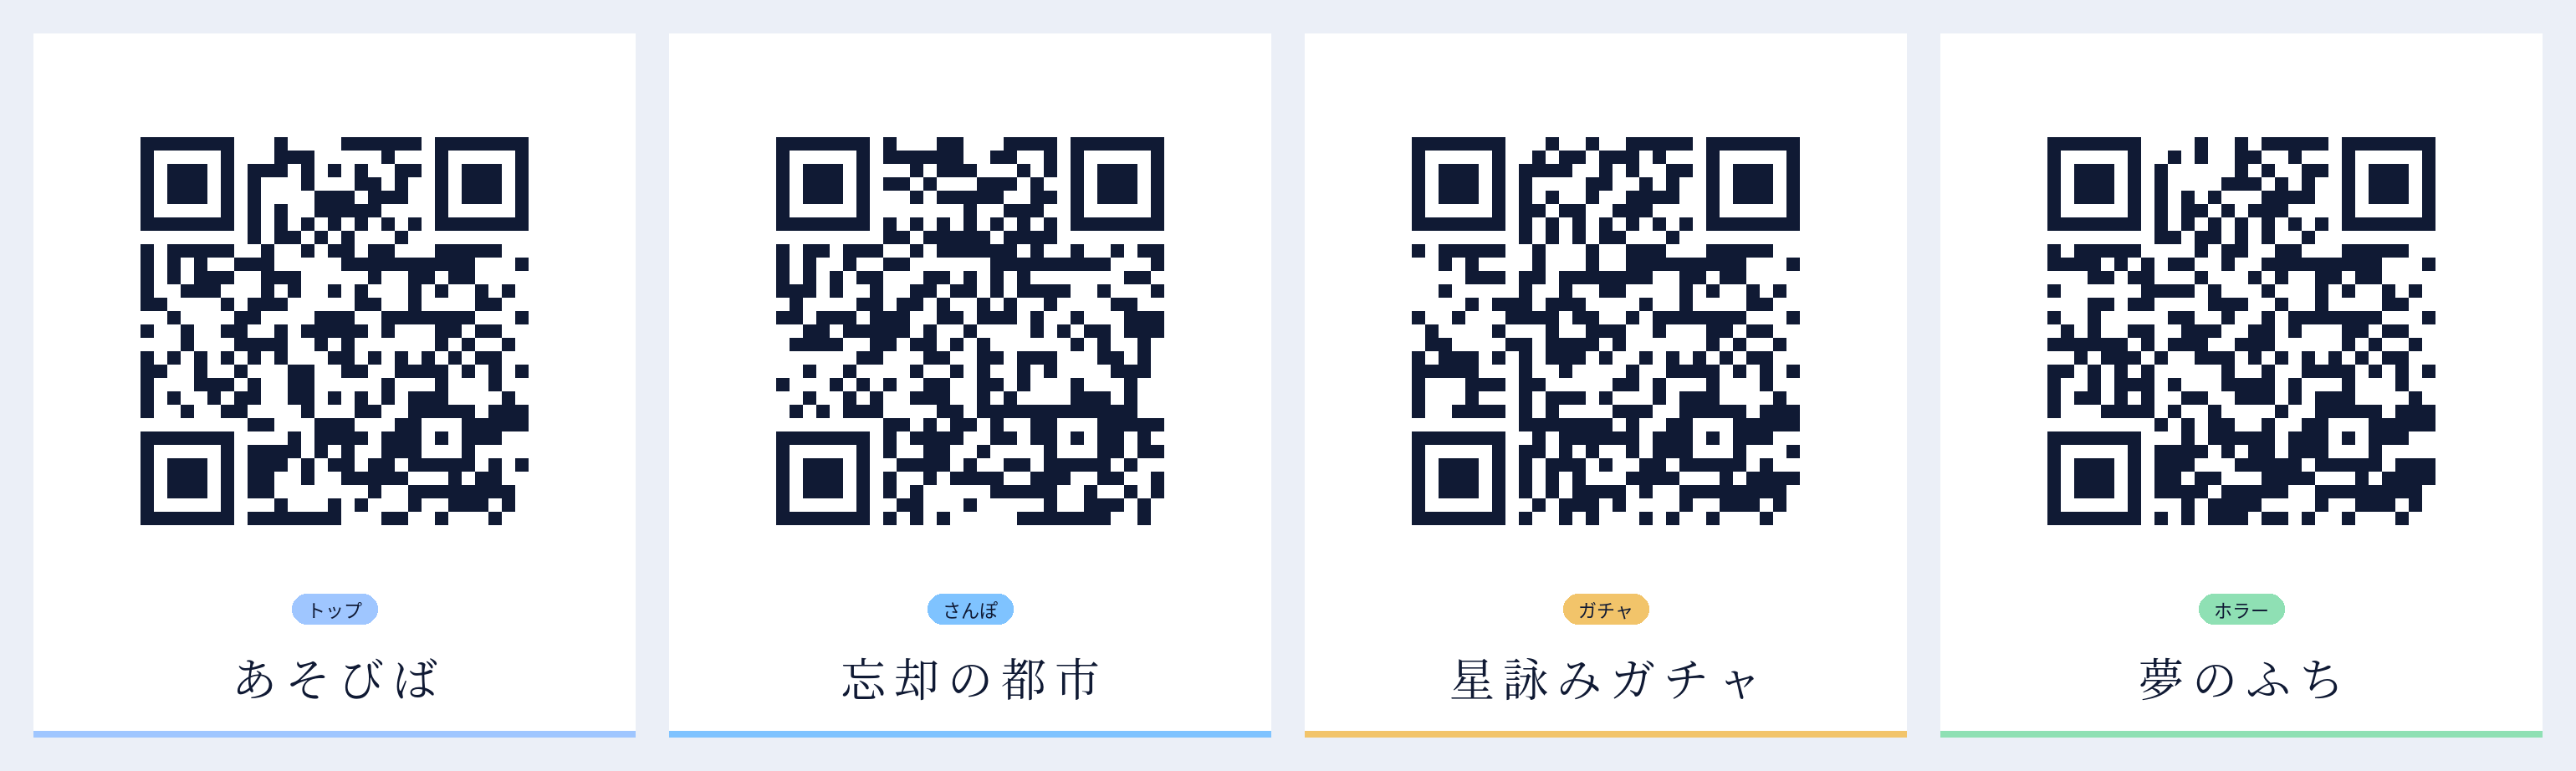 トップ
あそびば
さんぽ
忘却の都市
ガチャ
星詠みガチャ
ホラー
夢のふち